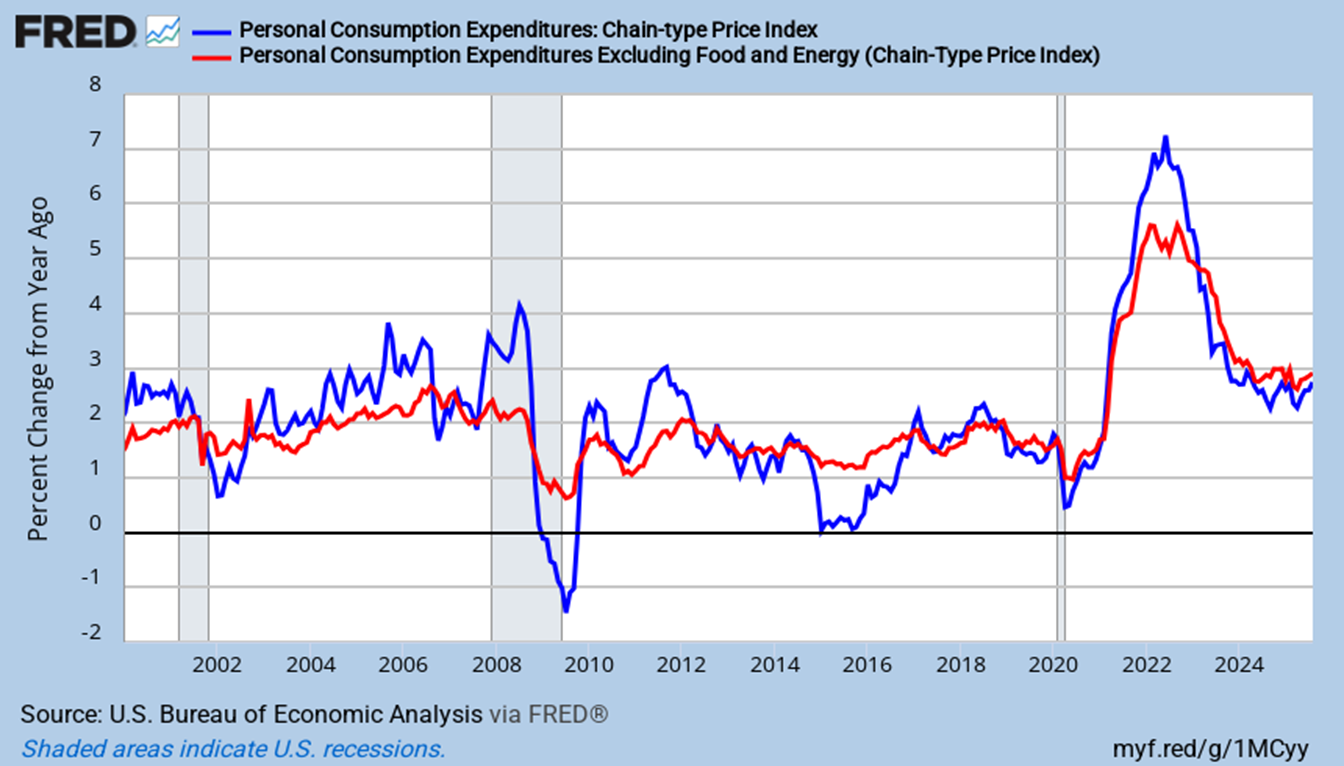 FRED
Personal Consumption Expenditures: Chain-type Price Index
Personal Consumption Expenditures Excluding Food and Energy (Chain-Type Price Index)
Percent Change from Year Ago
8
7
6
5
4
3
2
1
0
-1
-2
2002 2004 2006 2008 2010 2012 2014 2016 2018 2020 2022 2024
Source: U.S. Bureau of Economic Analysis via FRED®
Shaded areas indicate U.S. recessions.
myf.red/g/1MCyy